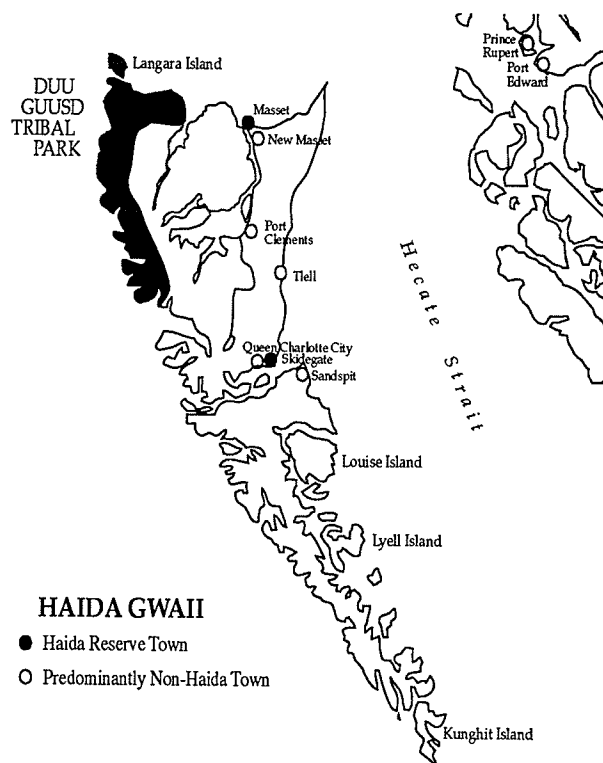 Langara Island
DUU
GUUSD
TRIBAL
PARK
Prince
Rupert
Port
Edward
Masset
New Masset
Port
Clements
Tlell
Hecate Strait
Queen Charlotte City
Skidegate
Sandspit
Louise Island
Lyell Island
HAIDA GWAII
Haida Reserve Town
Predominantly Non-Haida Town
Kunghit Island